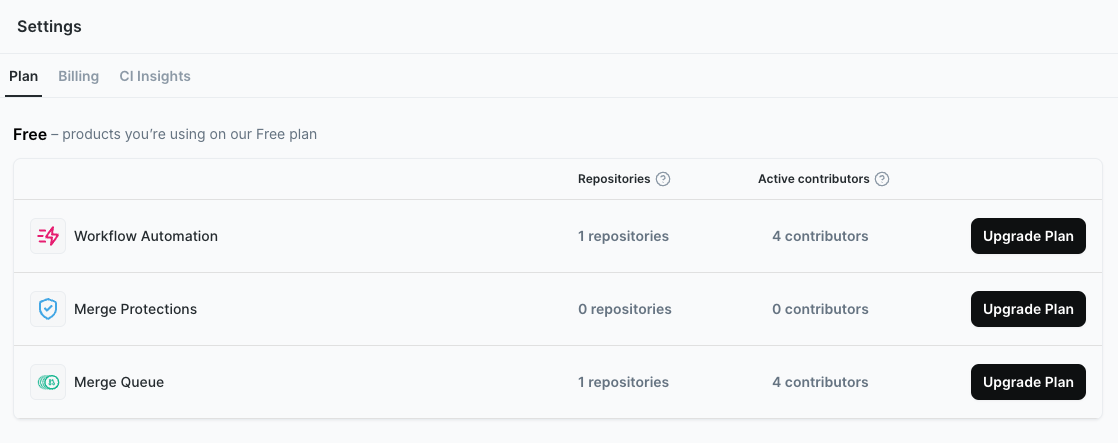 Settings
Plan Billing CI Insights
Free – products you're using on our Free plan
Repositories Active contributors
Workflow Automation 1 repositories 4 contributors Upgrade Plan
Merge Protections 0 repositories 0 contributors Upgrade Plan
Merge Queue 1 repositories 4 contributors Upgrade Plan